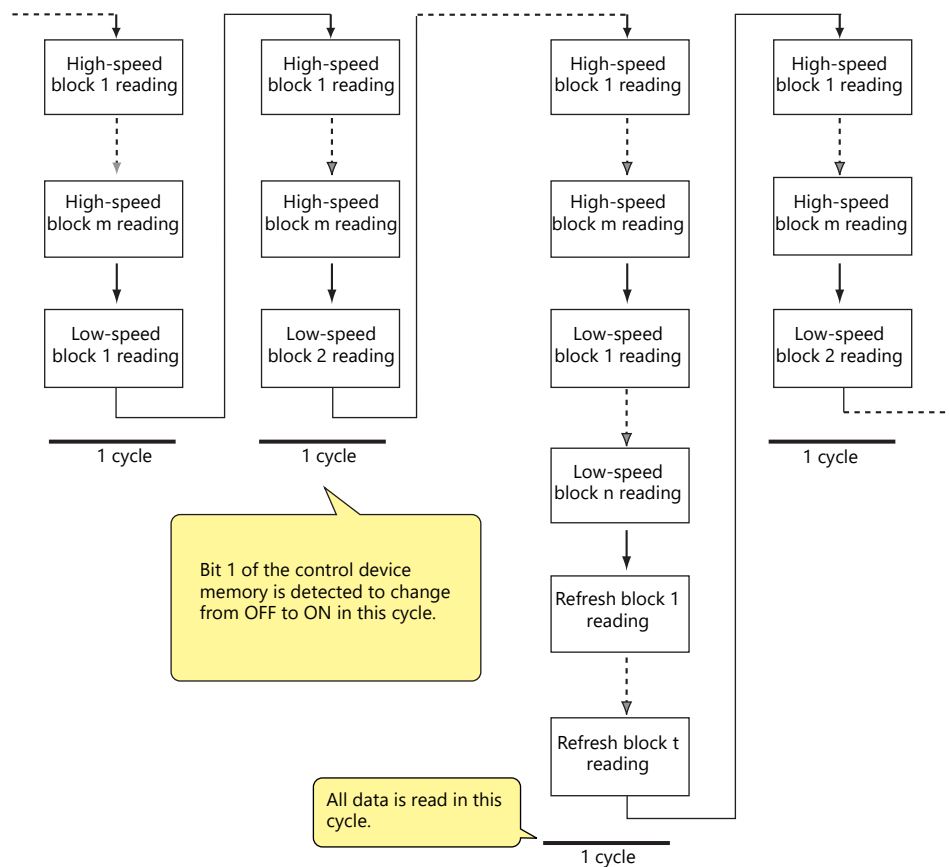 High-speed
block 1 reading
High-speed
block m reading
Low-speed
block 1 reading
1 cycle
High-speed
block 1 reading
High-speed
block m reading
Low-speed
block 2 reading
1 cycle
Bit 1 of the control device
memory is detected to change
from OFF to ON in this cycle.
High-speed
block 1 reading
High-speed
block m reading
Low-speed
block 1 reading
Low-speed
block n reading
Refresh block 1
reading
Refresh block t
reading
All data is read in this
cycle.
1 cycle
High-speed
block 1 reading
High-speed
block m reading
Low-speed
block 2 reading
1 cycle